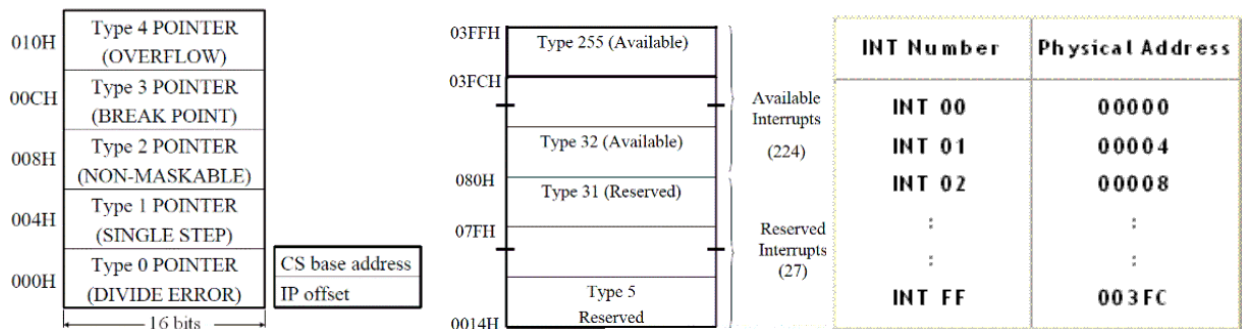 010H
Type 4 POINTER
(OVERFLOW)
00CH
Type 3 POINTER
(BREAK POINT)
008H
Type 2 POINTER
(NON-MASKABLE)
004H
Type 1 POINTER
(SINGLE STEP)
000H
Type 0 POINTER
(DIVIDE ERROR)
CS base address
IP offset
16 bits
03FFH
Type 255 (Available)
03FCH
Available
Interrupts
(224)
Type 32 (Available)
080H
Type 31 (Reserved)
07FH
Reserved
Interrupts
(27)
Type 5
Reserved
0014H
INT Number Physical Address
INT 00 00000
INT 01 00004
INT 02 00008
: :
: :
INT FF 003FC